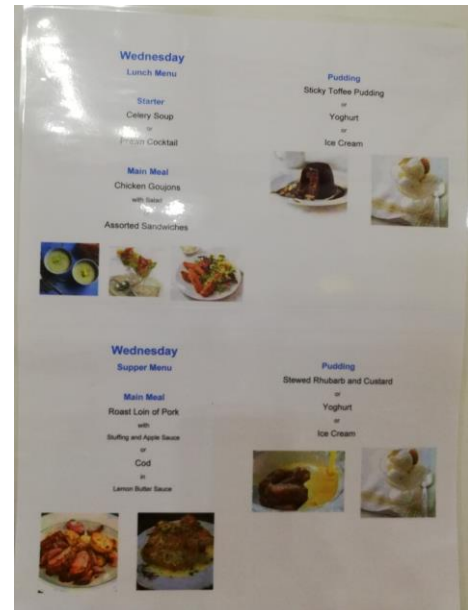 Wednesday
Lunch Menu
Starter
Celery Soup
or
Cocktail
Main Meal
Chicken Goujons
with Salad
Assorted Sandwiches
Pudding
Sticky Toffee Pudding
or
Yoghurt
or
Ice Cream
Wednesday
Supper Menu
Main Meal
Roast Loin of Pork
with
Stuffing and Apple Sauce
or
Cod
in
Lemon Butter Sauce
Pudding
Stewed Rhubarb and Custard
or
Yoghurt
or
Ice Cream